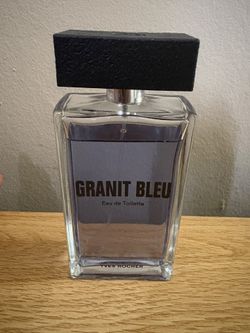 GRANIT BLEU
Eau de Toilette
YVES ROCHER